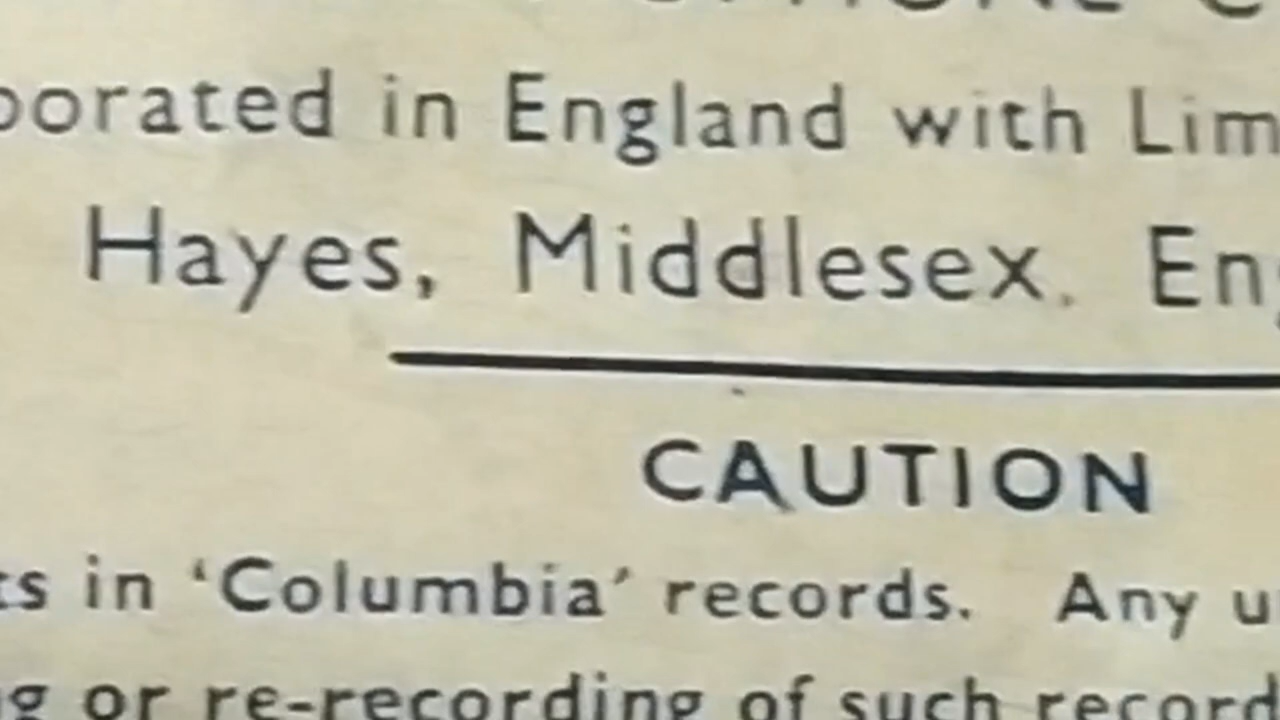 porated in England with Lim
Hayes, Middlesex. Eng
CAUTION
ts in ‘Columbia’ records. Any u
g or re-recording of such record